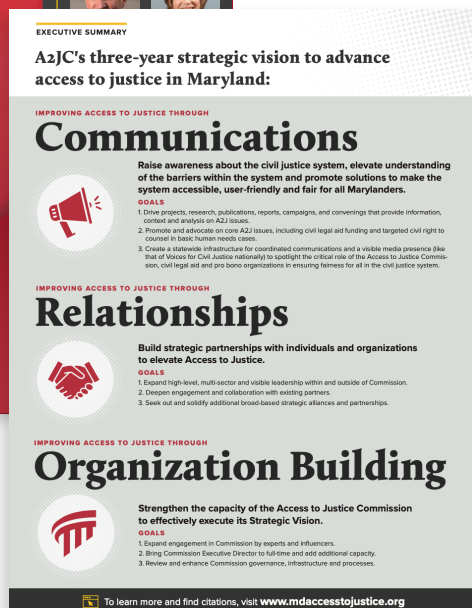 EXECUTIVE SUMMARY
A2JC's three-year strategic vision to advance
access to justice in Maryland:
IMPROVING ACCESS TO JUSTICE THROUGH
Communications
Raise awareness about the civil justice system, elevate understanding
of the barriers within the system and promote solutions to make the
system accessible, user-friendly and fair for all Marylanders.
GOALS
1. Drive projects, research, publications, reports, campaigns, and convenings that provide information,
context and analysis on A2J issues.
2. Promote and advocate on core A2J issues, including civil legal aid funding and targeted civil right to
counsel in basic human needs cases.
3. Create a statewide infrastructure for coordinated communications and a visible media presence (like
that of Voices for Civil Justice nationally) to spotlight the critical role of the Access to Justice Commis-
sion, civil legal aid and pro bono organizations in ensuring fairness for all in the civil justice system.
IMPROVING ACCESS TO JUSTICE THROUGH
Relationships
Build strategic partnerships with individuals and organizations
to elevate Access to Justice.
GOALS
1. Expand high-level, multi-sector and visible leadership within and outside of Commission.
2. Deepen engagement and collaboration with existing partners.
3. Seek out and solidify additional broad-based strategic alliances and partnerships.
IMPROVING ACCESS TO JUSTICE THROUGH
Organization Building
Strengthen the capacity of the Access to Justice Commission
to effectively execute its Strategic Vision.
GOALS
1. Expand engagement in Commission by experts and influencers.
2. Bring Commission Executive Director to full-time and add additional capacity.
3. Review and enhance Commission governance, infrastructure and processes.
To learn more and find citations, visit www.mdaccesstojustice.org